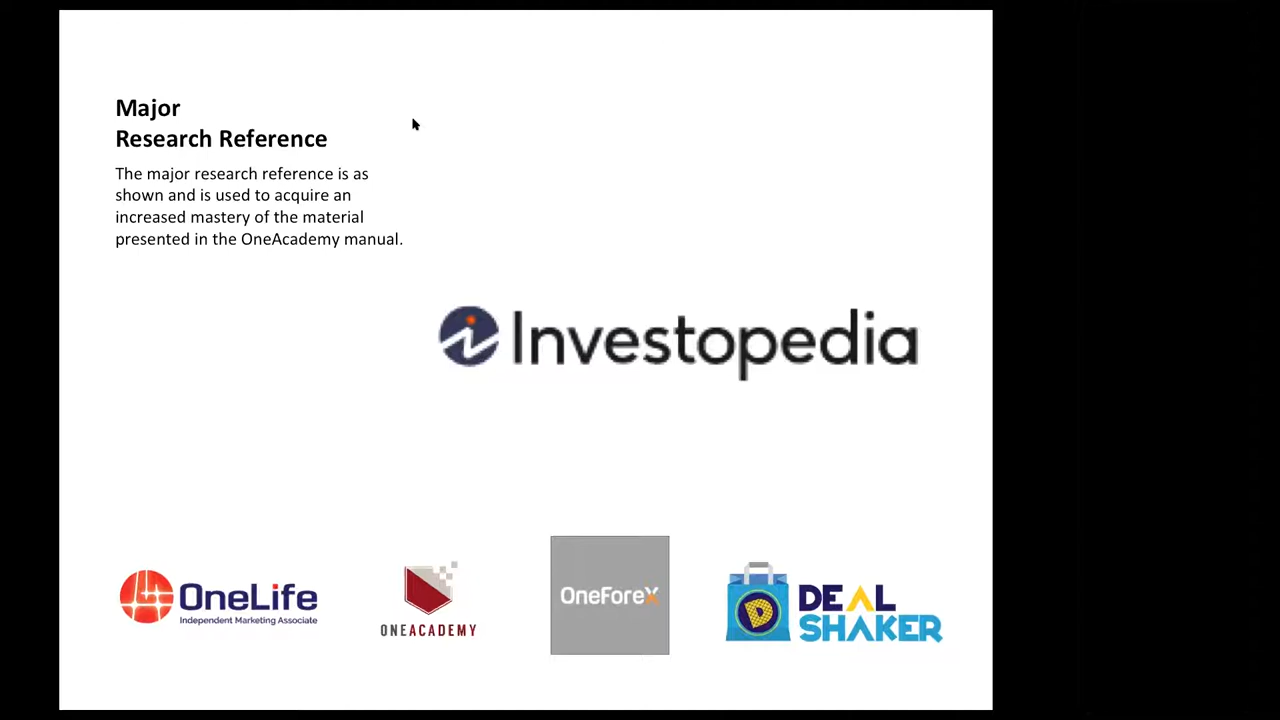 Major
Research Reference
The major research reference is as
shown and is used to acquire an
increased mastery of the material
presented in the OneAcademy manual.
Investopedia
OneLife
Independent Marketing Associate
ONEACADEMY
OneForeX
DEAL
SHAKER